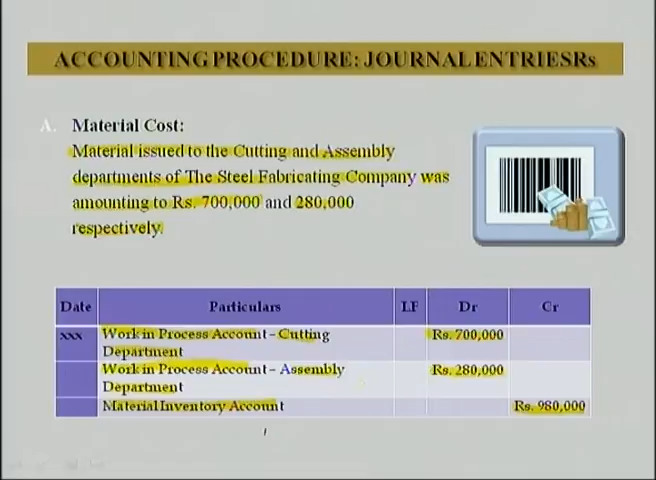 ACCOUNTING PROCEDURE: JOURNAL ENTRIESRs
A. Material Cost:
Material issued to the Cutting and Assembly
departments of The Steel Fabricating Company was
amounting to Rs. 700,000 and 280,000
respectively.
Date Particulars LF Dr Cr
xxx Work in Process Account – Cutting Department Rs. 700,000
Work in Process Account – Assembly Department Rs. 280,000
Material Inventory Account Rs. 980,000